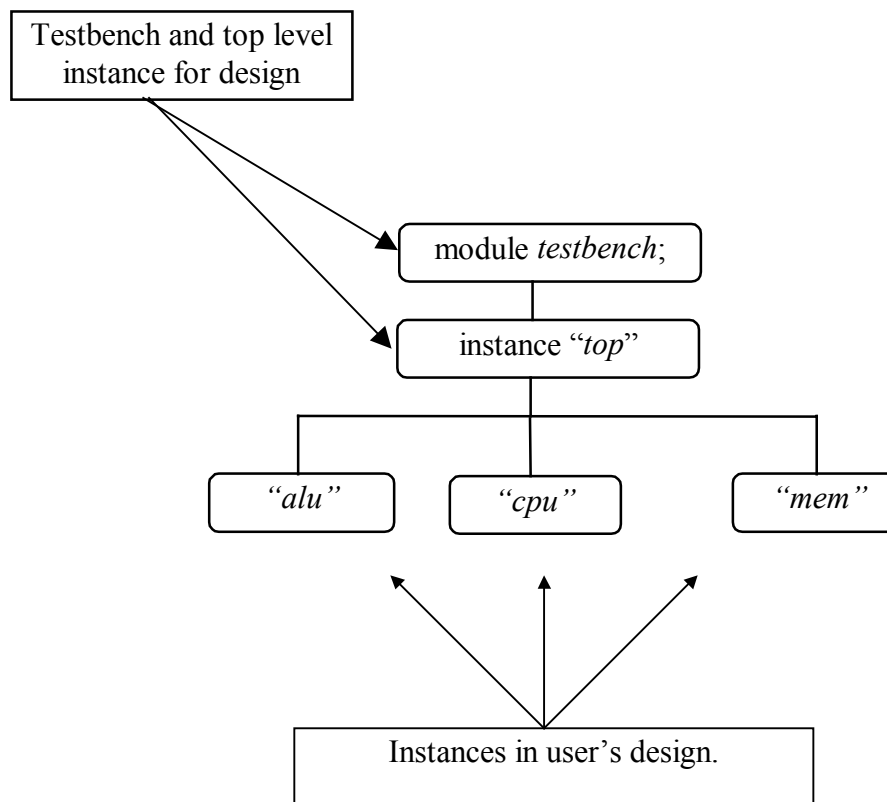 Testbench and top level
instance for design
module testbench;
instance “top”
“alu”
“cpu”
“mem”
Instances in user’s design.